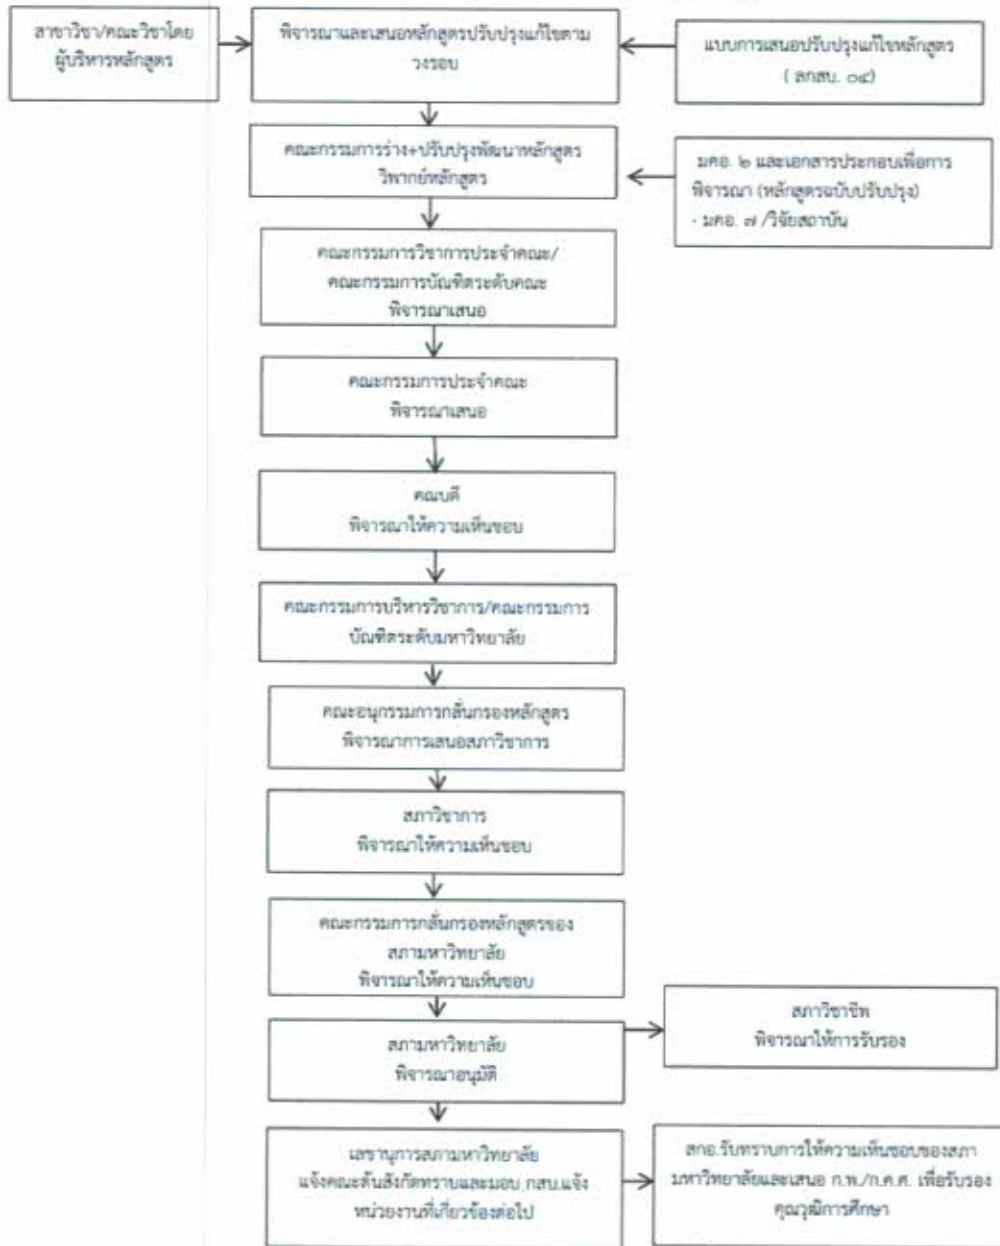 สาขาวิชา/คณะวิชาโดย
ผู้บริหารหลักสูตร
พิจารณาและเสนอหลักสูตรปรับปรุงแก้ไขตาม
วงรอบ
แบบการเสนอปรับปรุงแก้ไขหลักสูตร
( ลกสบ. ๐๔)
คณะกรรมการร่าง+ปรับปรุงพัฒนาหลักสูตร
วิพากย์หลักสูตร
มคอ. ๒ และเอกสารประกอบเพื่อการ
พิจารณา (หลักสูตรฉบับปรับปรุง)
- มคอ. ๗ /วิจัยสถาบัน
คณะกรรมการวิชาการประจำคณะ/
คณะกรรมการบัณฑิตระดับคณะ
พิจารณาเสนอ
คณะกรรมการประจำคณะ
พิจารณาเสนอ
คณบดี
พิจารณาให้ความเห็นชอบ
คณะกรรมการบริหารวิชาการ/คณะกรรมการ
บัณฑิตระดับมหาวิทยาลัย
คณะอนุกรรมการกลั่นกรองหลักสูตร
พิจารณาการเสนอสภาวิชาการ
สภาวิชาการ
พิจารณาให้ความเห็นชอบ
คณะกรรมการกลั่นกรองหลักสูตรของ
สภามหาวิทยาลัย
พิจารณาให้ความเห็นชอบ
สภามหาวิทยาลัย
พิจารณาอนุมัติ
สภาวิชาชีพ
พิจารณาให้การรับรอง
เลขานุการสภามหาวิทยาลัย
แจ้งคณะต้นสังกัดทราบและมอบ กสบ.แจ้ง
หน่วยงานที่เกี่ยวข้องต่อไป
สกอ.รับทราบการให้ความเห็นชอบของสภา
มหาวิทยาลัยและเสนอ ก.พ./ก.ค.ศ. เพื่อรับรอง
คุณวุฒิการศึกษา